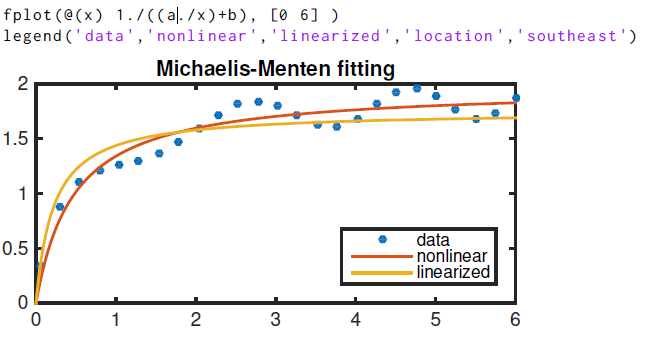 fplot(@(x) 1./((a./x)+b), [0 6] )
legend('data','nonlinear','linearized','location','southeast')
Michaelis-Menten fitting
2
1.5
1
0.5
0
data
nonlinear
linearized
0 1 2 3 4 5 6